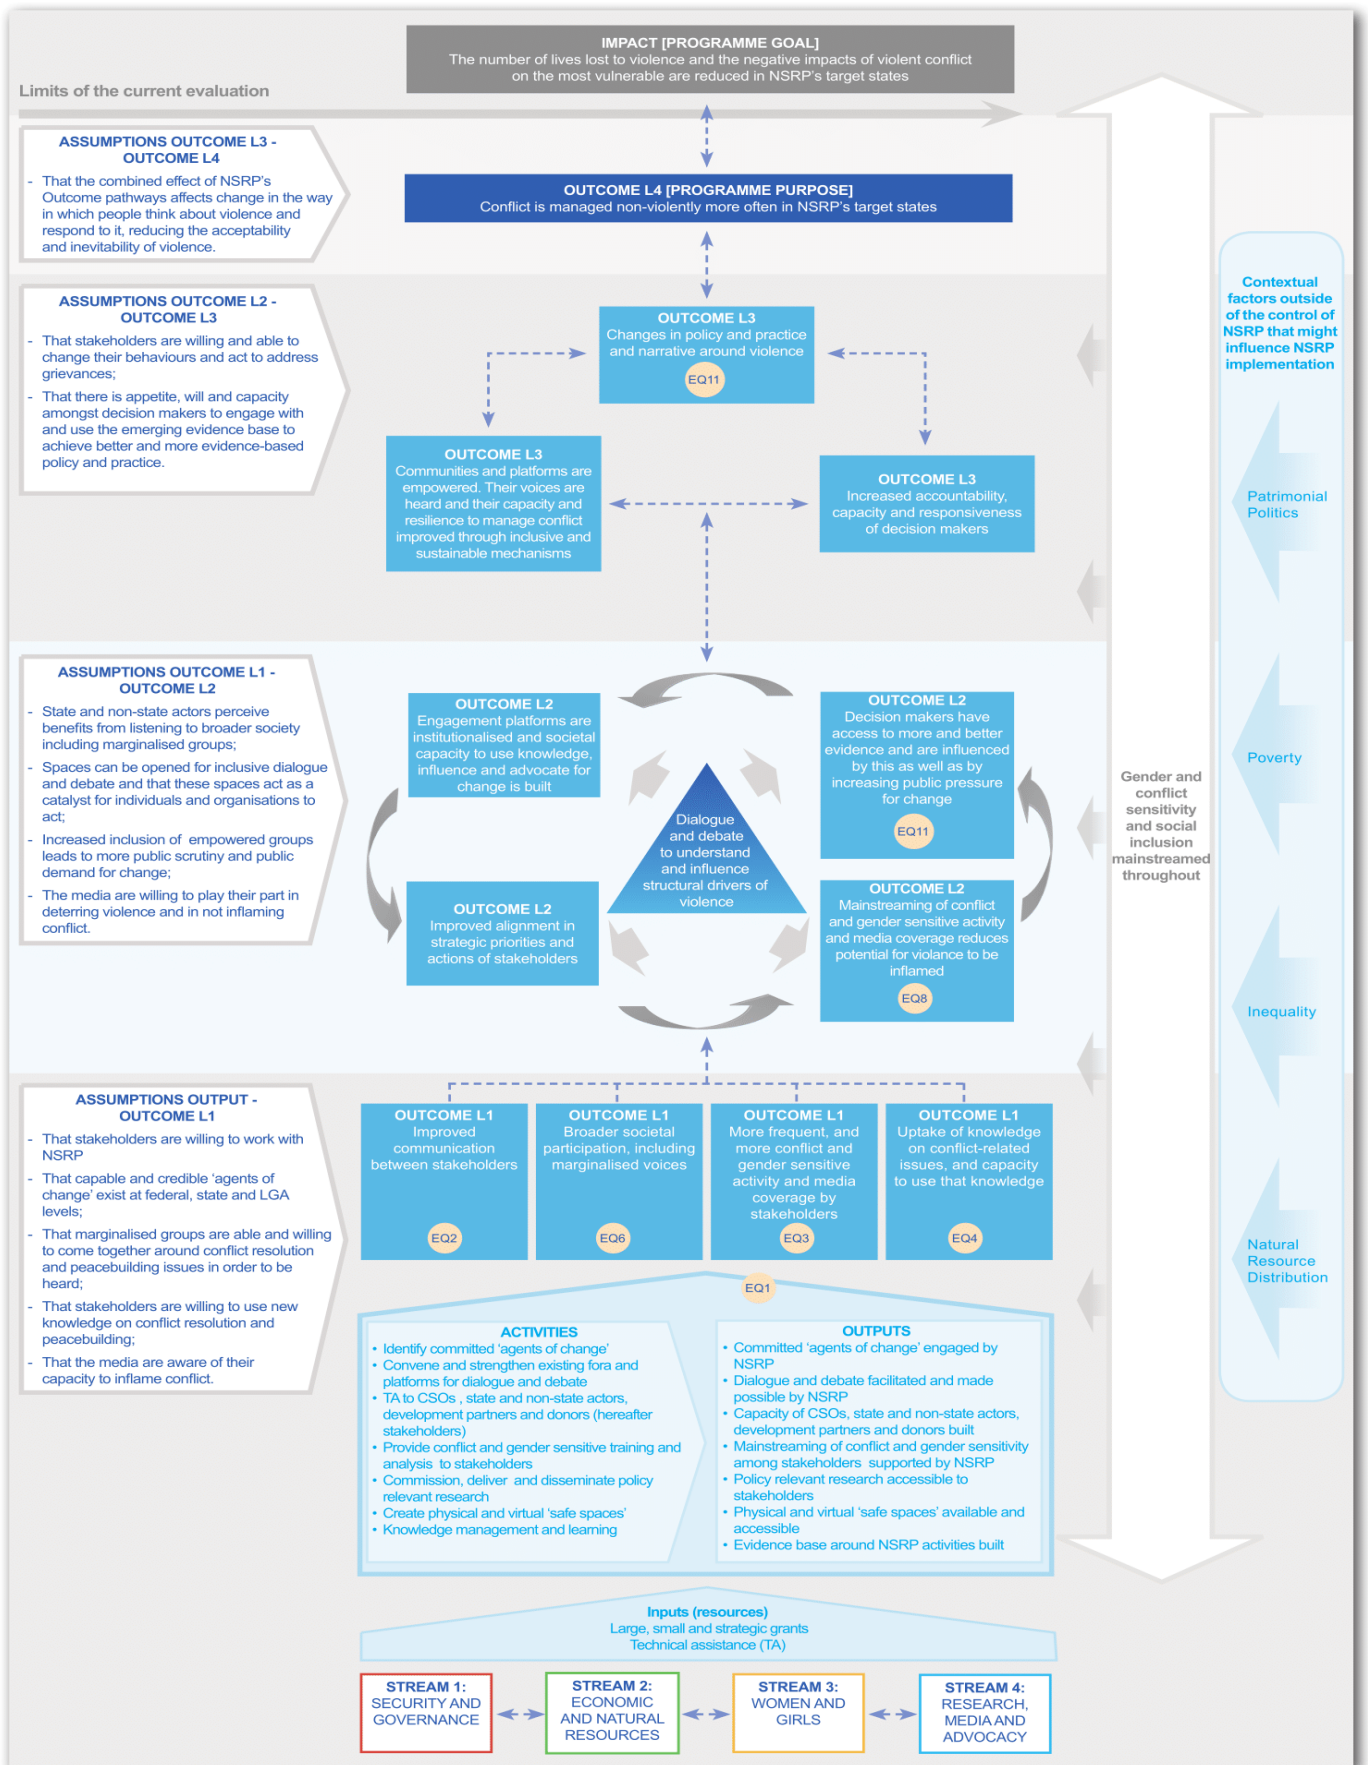 IMPACT [PROGRAMME GOAL]
The number of lives lost to violence and the negative impacts of violent conflict
on the most vulnerable are reduced in NSRP's target states
Limits of the current evaluation
ASSUMPTIONS OUTCOME L3 -
OUTCOME L4
- That the combined effect of NSRP's
Outcome pathways affects change in the way
in which people think about violence and
respond to it, reducing the acceptability
and inevitability of violence.
OUTCOME L4 [PROGRAMME PURPOSE]
Conflict is managed non-violently more often in NSRP's target states
ASSUMPTIONS OUTCOME L2 -
OUTCOME L3
- That stakeholders are willing and able to
change their behaviours and act to address
grievances;
- That there is appetite, will and capacity
amongst decision makers to engage with
and use the emerging evidence base to
achieve better and more evidence-based
policy and practice.
OUTCOME L3
Changes in policy and practice
and narrative around violence
EQ11
OUTCOME L3
Communities and platforms are
empowered. Their voices are
heard and their capacity and
resilience to manage conflict
improved through inclusive and
sustainable mechanisms
OUTCOME L3
Increased accountability,
capacity and responsiveness
of decision makers
Contextual
factors outside
of the control of
NSRP that might
influence NSRP
implementation
Patrimonial
Politics
Poverty
Inequality
Natural
Resource
Distribution
Gender and
conflict
sensitivity
and social
inclusion
mainstreamed
throughout
ASSUMPTIONS OUTCOME L1 -
OUTCOME L2
- State and non-state actors perceive
benefits from listening to broader society
including marginalised groups;
- Spaces can be opened for inclusive dialogue
and debate and that these spaces act as a
catalyst for individuals and organisations to
act;
- Increased inclusion of empowered groups
leads to more public scrutiny and public
demand for change;
- The media are willing to play their part in
deterring violence and in not inflaming
conflict.
OUTCOME L2
Engagement platforms are
institutionalised and societal
capacity to use knowledge,
influence and advocate for
change is built
OUTCOME L2
Decision makers have
access to more and better
evidence and are influenced
by this as well as by
increasing public pressure
for change
EQ11
Dialogue
and debate
to understand
and influence
structural drivers of
violence
OUTCOME L2
Improved alignment in
strategic priorities and
actions of stakeholders
OUTCOME L2
Mainstreaming of conflict
and gender sensitive activity
and media coverage reduces
potential for violance to be
inflamed
EQ8
ASSUMPTIONS OUTPUT -
OUTCOME L1
- That stakeholders are willing to work with
NSRP
- That capable and credible 'agents of
change' exist at federal, state and LGA
levels;
- That marginalised groups are able and willing
to come together around conflict resolution
and peacebuilding issues in order to be
heard;
- That stakeholders are willing to use new
knowledge on conflict resolution and
peacebuilding;
- That the media are aware of their
capacity to inflame conflict.
OUTCOME L1
Improved
communication
between stakeholders
EQ2
OUTCOME L1
Broader societal
participation, including
marginalised voices
EQ6
OUTCOME L1
More frequent, and
more conflict and
gender sensitive
activity and media
coverage by
stakeholders
EQ3
OUTCOME L1
Uptake of knowledge
on conflict-related
issues, and capacity
to use that knowledge
EQ4
EQ1
ACTIVITIES
• Identify committed 'agents of change'
• Convene and strengthen existing fora and
platforms for dialogue and debate
• TA to CSOs , state and non-state actors,
development partners and donors (hereafter
stakeholders)
• Provide conflict and gender sensitive training and
analysis to stakeholders
• Commission, deliver and disseminate policy
relevant research
• Create physical and virtual 'safe spaces'
• Knowledge management and learning
OUTPUTS
• Committed 'agents of change' engaged by
NSRP
• Dialogue and debate facilitated and made
possible by NSRP
• Capacity of CSOs, state and non-state actors,
development partners and donors built
• Mainstreaming of conflict and gender sensitivity
among stakeholders supported by NSRP
• Policy relevant research accessible to
stakeholders
• Physical and virtual 'safe spaces' available and
accessible
• Evidence base around NSRP activities built
Inputs (resources)
Large, small and strategic grants
Technical assistance (TA)
STREAM 1:
SECURITY AND
GOVERNANCE
STREAM 2:
ECONOMIC
AND NATURAL
RESOURCES
STREAM 3:
WOMEN AND
GIRLS
STREAM 4:
RESEARCH,
MEDIA AND
ADVOCACY